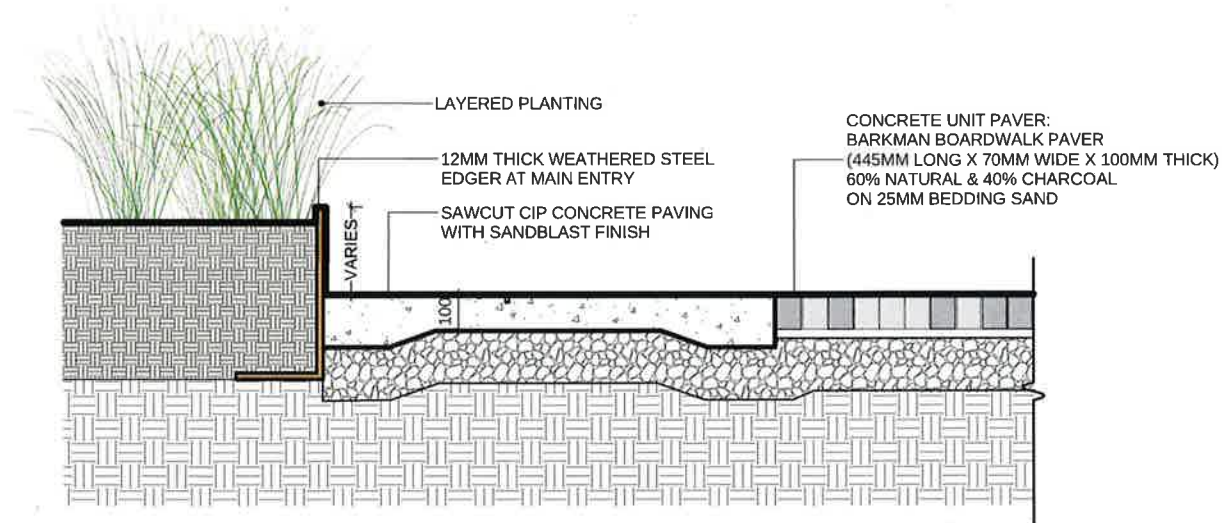 LAYERED PLANTING
12MM THICK WEATHERED STEEL
EDGER AT MAIN ENTRY
SAWCUT CIP CONCRETE PAVING
WITH SANDBLAST FINISH
CONCRETE UNIT PAVER:
BARKMAN BOARDWALK PAVER
(445MM LONG X 70MM WIDE X 100MM THICK)
60% NATURAL & 40% CHARCOAL
ON 25MM BEDDING SAND
VARIES
100